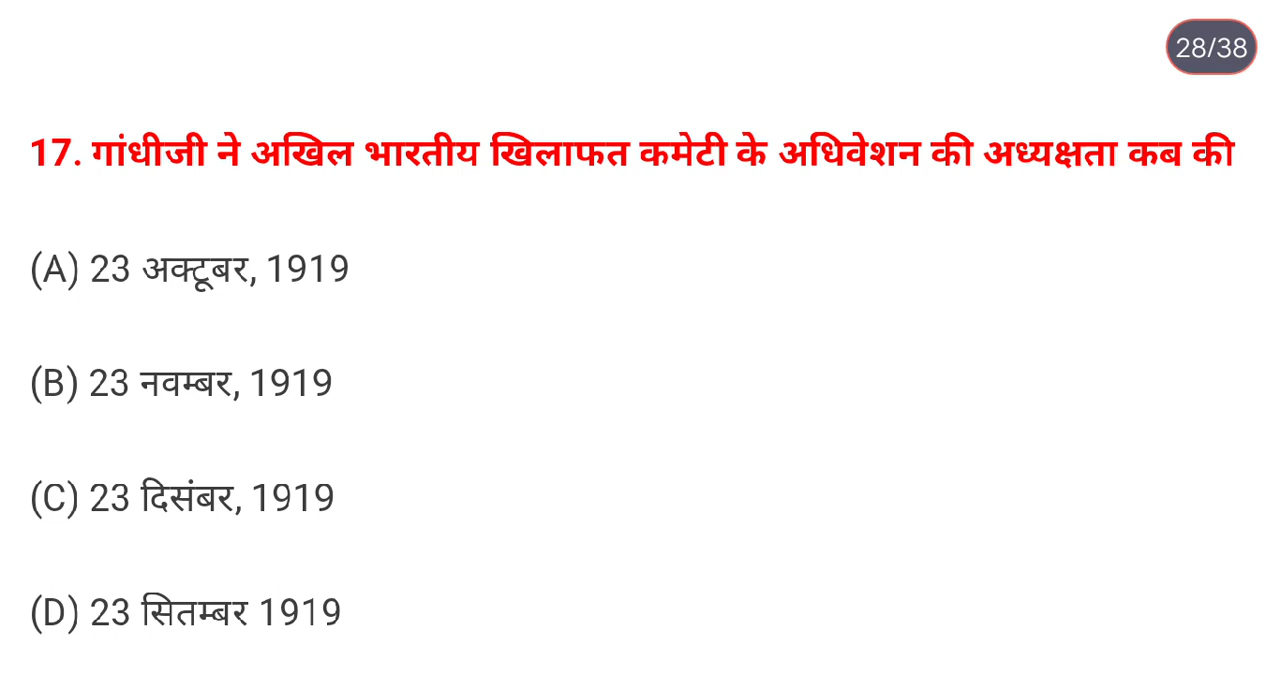 28/38
17. गांधीजी ने अखिल भारतीय खिलाफत कमेटी के अधिवेशन की अध्यक्षता कब की
(A) 23 अक्टूबर, 1919
(B) 23 नवम्बर, 1919
(C) 23 दिसंबर, 1919
(D) 23 सितम्बर 1919